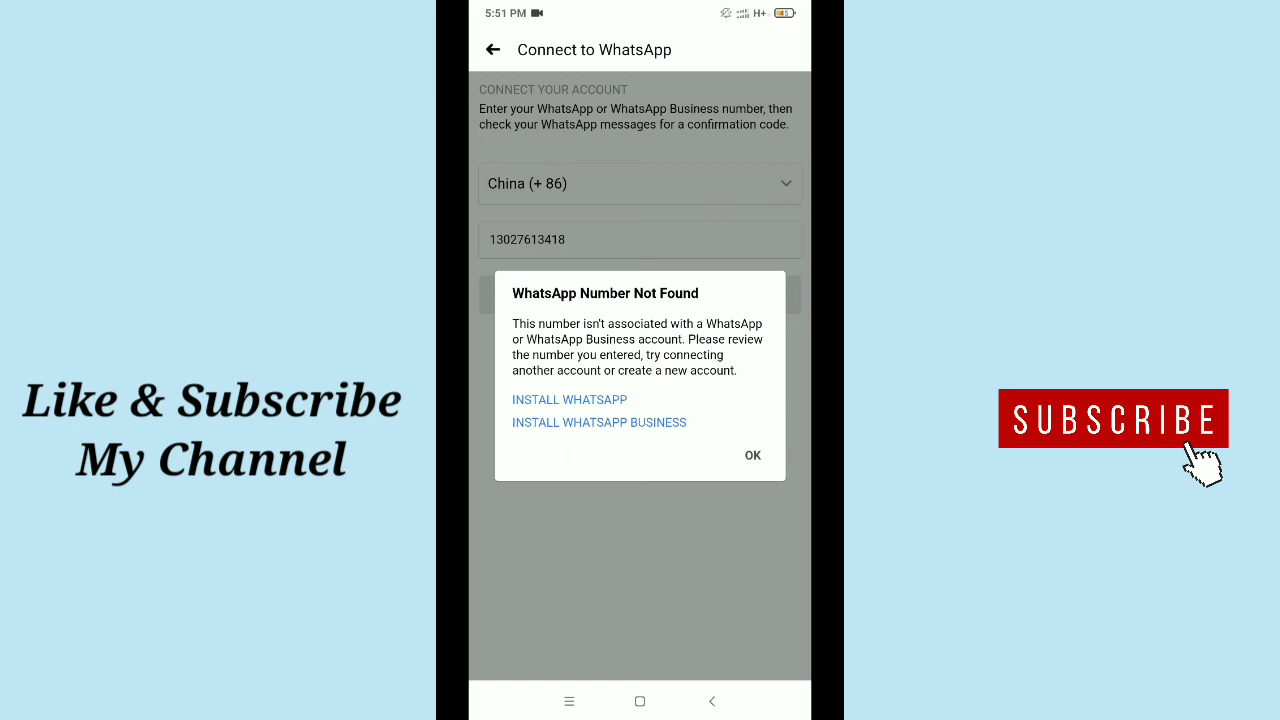 5:51 PM
H+
45
Connect to WhatsApp
CONNECT YOUR ACCOUNT
Enter your WhatsApp or WhatsApp Business number, then
check your WhatsApp messages for a confirmation code.
China (+ 86)
13027613418
WhatsApp Number Not Found
This number isn't associated with a WhatsApp
or WhatsApp Business account. Please review
the number you entered, try connecting
another account or create a new account.
INSTALL WHATSAPP
INSTALL WHATSAPP BUSINESS
OK
Like & Subscribe
My Channel
SUBSCRIBE